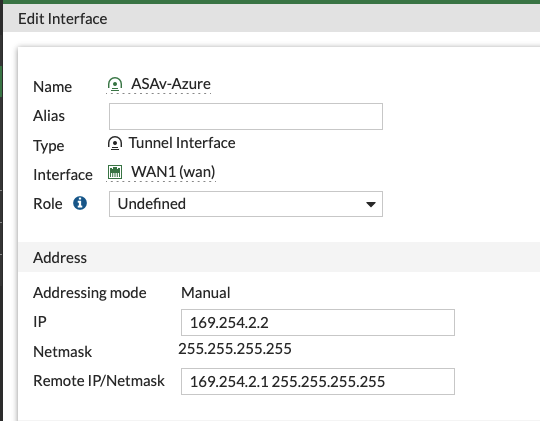 Edit Interface
Name ASAv-Azure
Alias
Type Tunnel Interface
Interface WAN1 (wan)
Role Undefined
Address
Addressing mode Manual
IP 169.254.2.2
Netmask 255.255.255.255
Remote IP/Netmask 169.254.2.1 255.255.255.255